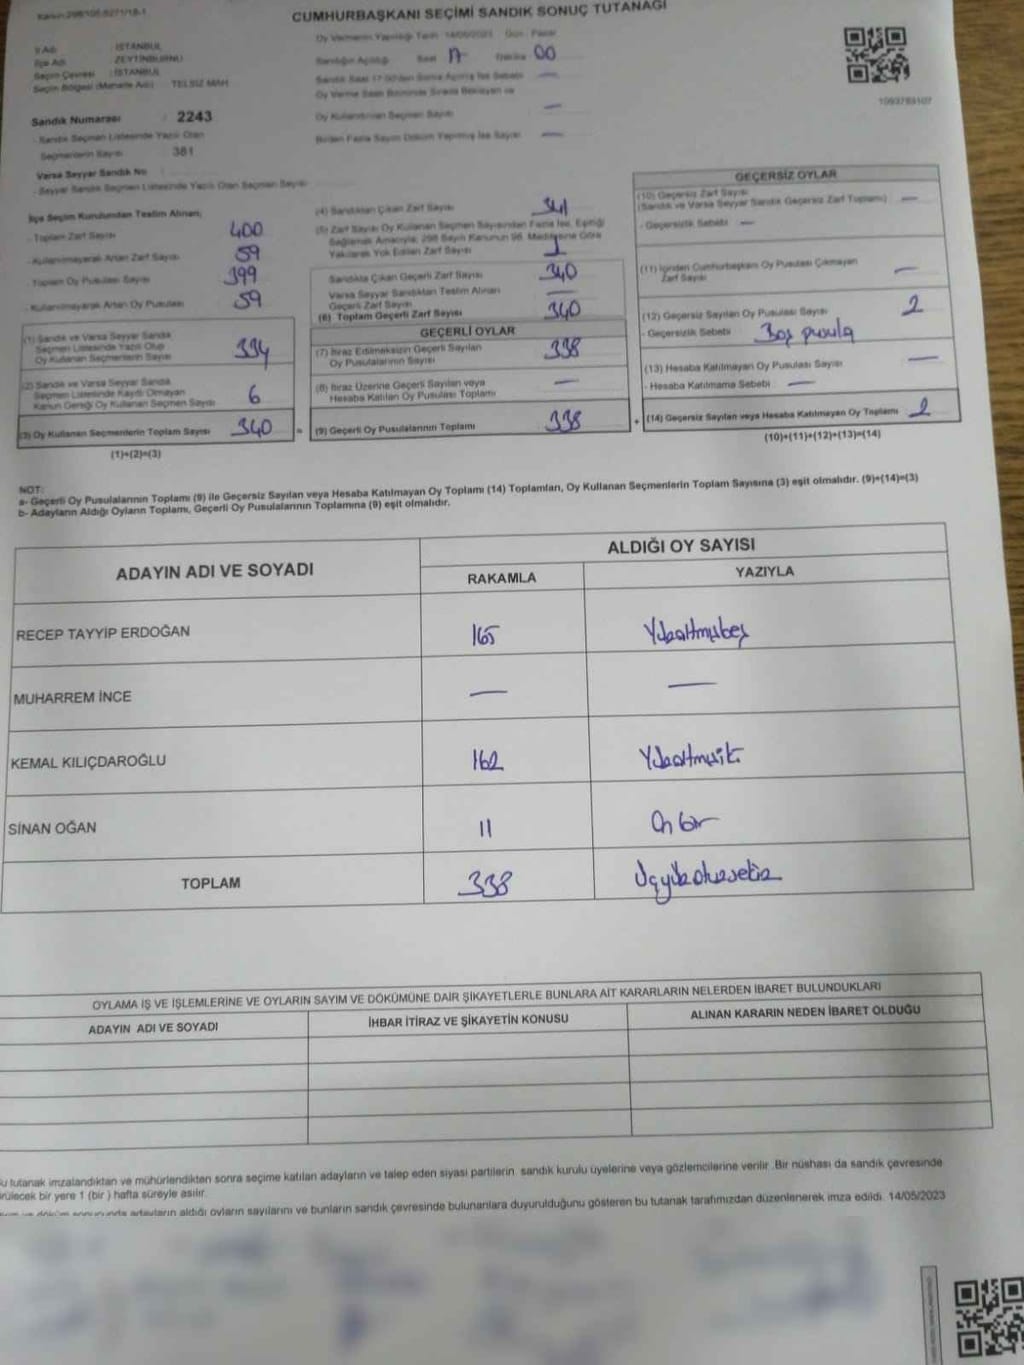 CUMHURBAŞKANI SEÇİMİ SANDIK SONUÇ TUTANAĞI
İl Adı : İSTANBUL
İlçe Adı : ZEYTİNBURNU
Seçim Çevresi : İSTANBUL
Seçim Bölgesi (Mahalle Adı) : TELSİZ MAH.
Sandık Numarası : 2243
- Sandık Seçmen Listesinde Yazılı Olan
Seçmenlerin Sayısı : 381
Varsa Seyyar Sandık No
- Seyyar Sandık Seçmen Listesinde Yazılı Olan Seçmen Sayısı
Oy Vermenin Yapıldığı Tarih : 14/05/2023 Gün : Pazar
Sandığın Açıldığı Saat Dakika 00
Sandık Saat 17.00'den Sonra Açılmış İse Sebebi —
Oy Verme Saati Bitiminde Sırada Bekleyen ve
Oy Kullandırılan Seçmen Sayısı —
Birden Fazla Sayım Döküm Yapılmış İse Sayısı —
1093789107
İlçe Seçim Kurulundan Teslim Alınan;
- Toplam Zarf Sayısı 400
- Kullanılmayarak Artan Zarf Sayısı 59
- Toplam Oy Pusulası Sayısı 399
- Kullanılmayarak Artan Oy Pusulası 59
(1) Sandık ve Varsa Seyyar Sandık
Seçmen Listesinde Yazılı Olup
Oy Kullanan Seçmenlerin Sayısı 334
(2) Sandık ve Varsa Seyyar Sandık
Seçmen Listesinde Kayıtlı Olmayan
Kanun Gereği Oy Kullanan Seçmen Sayısı 6
(3) Oy Kullanan Seçmenlerin Toplam Sayısı 340
(1)+(2)=(3)
(4) Sandıktan Çıkan Zarf Sayısı 341
(5) Zarf Sayısı Oy Kullanan Seçmen Sayısından Fazla İse, Eşitliği
Sağlamak Amacıyla; 298 Sayılı Kanunun 98. Maddesine Göre
Yakılarak Yok Edilen Zarf Sayısı 1
Sandıkta Çıkan Geçerli Zarf Sayısı 340
Varsa Seyyar Sandıktan Teslim Alınan
Geçerli Zarf Sayısı —
(6) Toplam Geçerli Zarf Sayısı 340
GEÇERLİ OYLAR
(7) İtiraz Edilmeksizin Geçerli Sayılan
Oy Pusulalarının Sayısı 338
(8) İtiraz Üzerine Geçerli Sayılan veya
Hesaba Katılan Oy Pusulası Toplamı —
= (9) Geçerli Oy Pusulalarının Toplamı 338
GEÇERSİZ OYLAR
(10) Geçersiz Zarf Sayısı
(Sandık ve Varsa Seyyar Sandık Geçersiz Zarf Toplamı) —
- Geçersizlik Sebebi —
(11) İçinden Cumhurbaşkanı Oy Pusulası Çıkmayan
Zarf Sayısı —
(12) Geçersiz Sayılan Oy Pusulası Sayısı 2
- Geçersizlik Sebebi Boş pusula
(13) Hesaba Katılmayan Oy Pusulası Sayısı —
- Hesaba Katılmama Sebebi —
+ (14) Geçersiz Sayılan veya Hesaba Katılmayan Oy Toplamı 2
(10)+(11)+(12)+(13)=(14)
NOT:
a- Geçerli Oy Pusulalarının Toplamı (9) ile Geçersiz Sayılan veya Hesaba Katılmayan Oy Toplamı (14) Toplamları, Oy Kullanan Seçmenlerin Toplam Sayısına (3) eşit olmalıdır. (9)+(14)=(3)
b- Adayların Aldığı Oyların Toplamı, Geçerli Oy Pusulalarının Toplamına (9) eşit olmalıdır.
ADAYIN ADI VE SOYADI
ALDIĞI OY SAYISI
RAKAMLA YAZIYLA
RECEP TAYYİP ERDOĞAN 165 Yüzaltmışbeş
MUHARREM İNCE — —
KEMAL KILIÇDAROĞLU 162 Yüzaltmışiki
SİNAN OĞAN 11 On bir
TOPLAM 338 Üçyüzotuzsekiz
OYLAMA İŞ VE İŞLEMLERİNE VE OYLARIN SAYIM VE DÖKÜMÜNE DAİR ŞİKAYETLERLE BUNLARA AİT KARARLARIN NELERDEN İBARET BULUNDUKLARI
ADAYIN ADI VE SOYADI İHBAR İTİRAZ VE ŞİKAYETİN KONUSU ALINAN KARARIN NEDEN İBARET OLDUĞU
u tutanak imzalandıktan ve mühürlendikten sonra seçime katılan adayların ve talep eden siyasi partilerin, sandık kurulu üyelerine veya gözlemcilerine verilir. Bir nüshası da sandık çevresinde
rülecek bir yere 1 (bir ) hafta süreyle asılır.
ve döküm sonucunda adayların aldığı oyların sayılarını ve bunların sandık çevresinde bulunanlara duyurulduğunu gösteren bu tutanak tarafımızdan düzenlenerek imza edildi. 14/05/2023